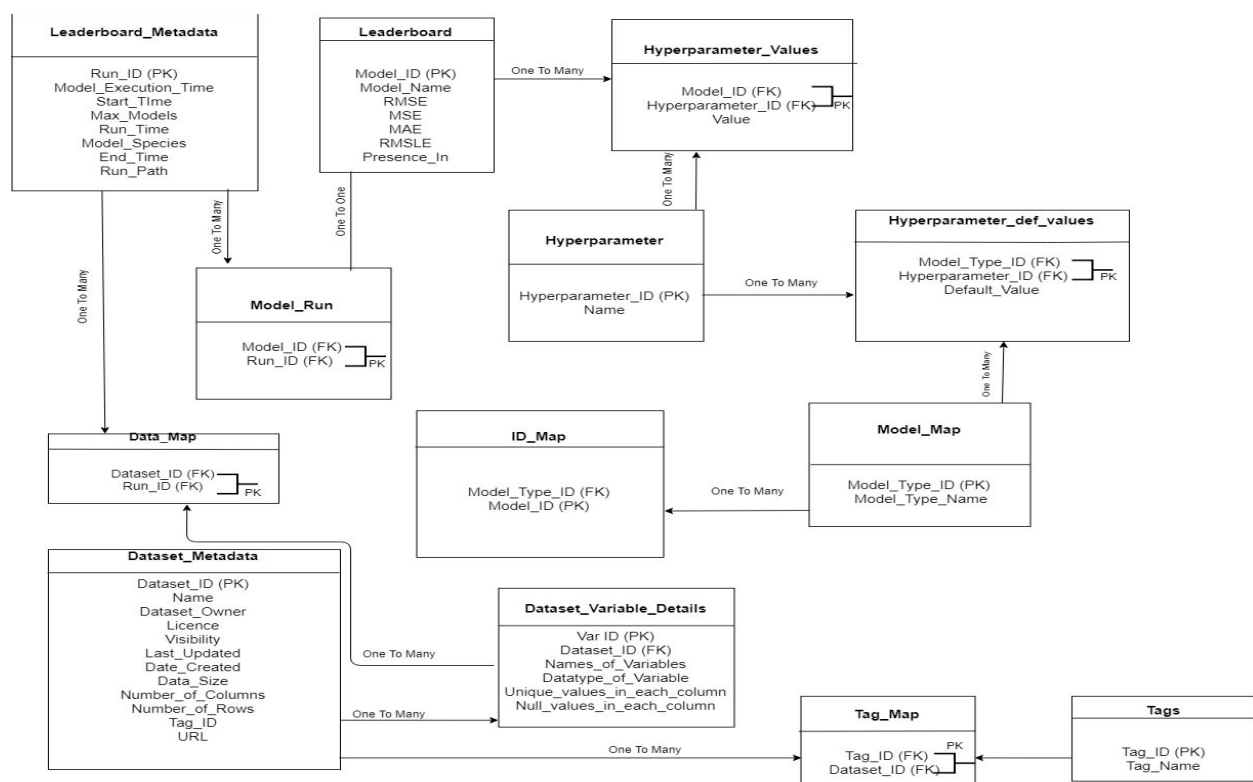 Leaderboard_Metadata
Run_ID (PK)
Model_Execution_Time
Start_TIme
Max_Models
Run_Time
Model_Species
End_Time
Run_Path
Leaderboard
Model_ID (PK)
Model_Name
RMSE
MSE
MAE
RMSLE
Presence_In
One To Many
Hyperparameter_Values
Model_ID (FK)
Hyperparameter_ID (FK)
PK
Value
One To Many
One To Many
One To One
One To Many
Hyperparameter
Hyperparameter_ID (PK)
Name
One To Many
Hyperparameter_def_values
Model_Type_ID (FK)
Hyperparameter_ID (FK)
PK
Default_Value
Model_Run
Model_ID (FK)
Run_ID (FK)
PK
One To Many
Data_Map
Dataset_ID (FK)
Run_ID (FK)
PK
ID_Map
Model_Type_ID (FK)
Model_ID (PK)
One To Many
Model_Map
Model_Type_ID (PK)
Model_Type_Name
Dataset_Metadata
Dataset_ID (PK)
Name
Dataset_Owner
Licence
Visibility
Last_Updated
Date_Created
Data_Size
Number_of_Columns
Number_of_Rows
Tag_ID
URL
One To Many
One To Many
One To Many
Dataset_Variable_Details
Var ID (PK)
Dataset_ID (FK)
Names_of_Variables
Datatype_of_Variable
Unique_values_in_each_column
Null_values_in_each_column
Tag_Map
PK
Tag_ID (FK)
Dataset_ID (FK)
Tags
Tag_ID (PK)
Tag_Name